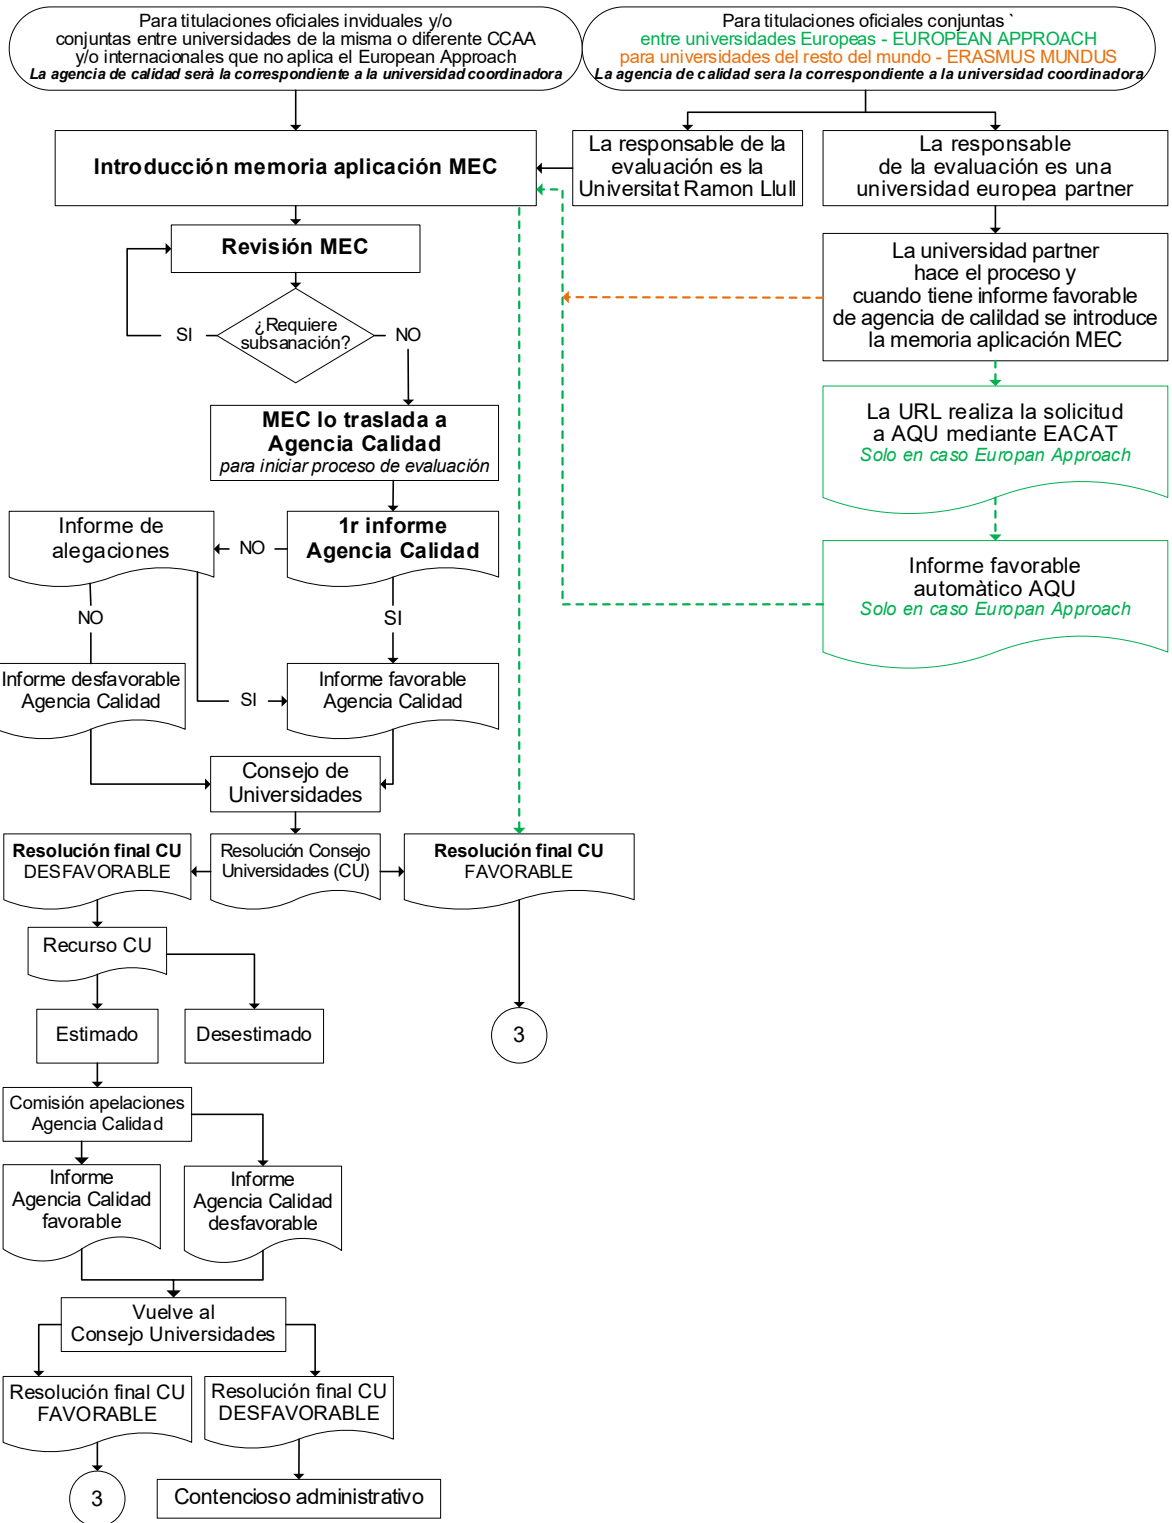 Para titulaciones oficiales inviduales y/o
conjuntas entre universidades de la misma o diferente CCAA
y/o internacionales que no aplica el European Approach
La agencia de calidad serà la correspondiente a la universidad coordinadora
Para titulaciones oficiales conjuntas `
entre universidades Europeas - EUROPEAN APPROACH
para universidades del resto del mundo - ERASMUS MUNDUS
La agencia de calidad sera la correspondiente a la universidad coordinadora
Introducción memoria aplicación MEC
La responsable de la
evaluación es la
Universitat Ramon Llull
La responsable
de la evaluación es una
universidad europea partner
Revisión MEC
La universidad partner
hace el proceso y
cuando tiene informe favorable
de agencia de calildad se introduce
la memoria aplicación MEC
¿Requiere
subsanación?
SI
NO
MEC lo traslada a
Agencia Calidad
para iniciar proceso de evaluación
La URL realiza la solicitud
a AQU mediante EACAT
Solo en caso Europan Approach
Informe de
alegaciones
NO
1r informe
Agencia Calidad
Informe favorable
automàtico AQU
Solo en caso Europan Approach
NO
SI
Informe desfavorable
Agencia Calidad
SI
Informe favorable
Agencia Calidad
Consejo de
Universidades
Resolución final CU
DESFAVORABLE
Resolución Consejo
Universidades (CU)
Resolución final CU
FAVORABLE
Recurso CU
Estimado
Desestimado
3
Comisión apelaciones
Agencia Calidad
Informe
Agencia Calidad
favorable
Informe
Agencia Calidad
desfavorable
Vuelve al
Consejo Universidades
Resolución final CU
FAVORABLE
Resolución final CU
DESFAVORABLE
3
Contencioso administrativo